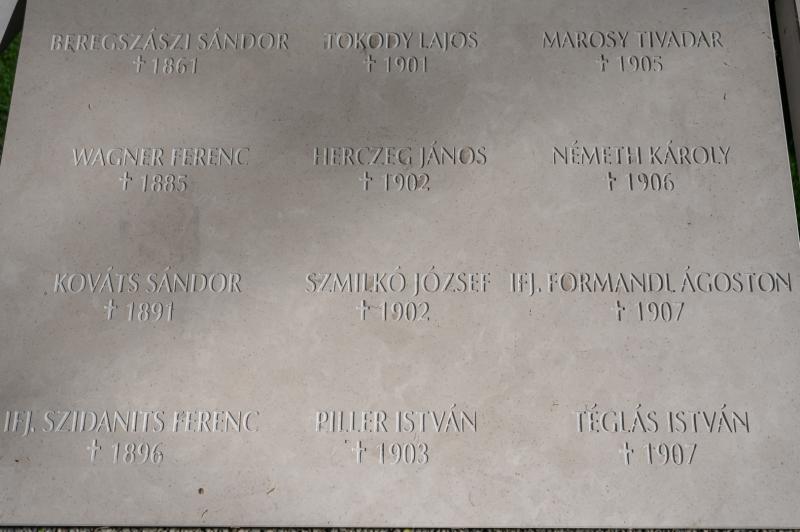 BEREGSZÁSZI SÁNDOR
† 1861
WAGNER FERENC
† 1885
KOVÁTS SÁNDOR
† 1891
IFJ. SZIDANITS FERENC
† 1896
TOKODY LAJOS
† 1901
HERCZEG JÁNOS
† 1902
SZMILKÓ JÓZSEF
† 1902
PILLER ISTVÁN
† 1903
MAROSY TIVADAR
† 1905
NÉMETH KÁROLY
† 1906
IFJ. FORMANDL ÁGOSTON
† 1907
TÉGLÁS ISTVÁN
† 1907